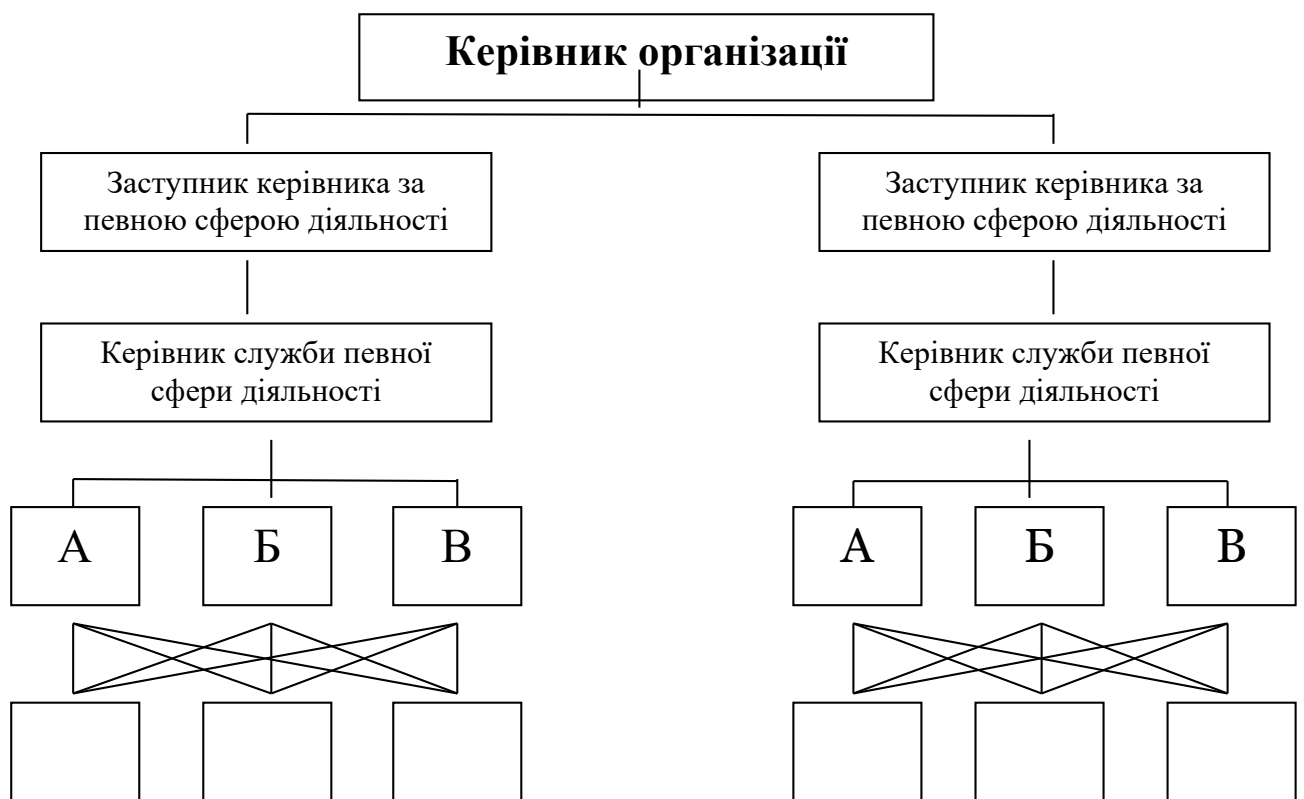 Керівник організації
Заступник керівника за
певною сферою діяльності
Заступник керівника за
певною сферою діяльності
Керівник служби певної
сфери діяльності
Керівник служби певної
сфери діяльності
А Б В А Б В